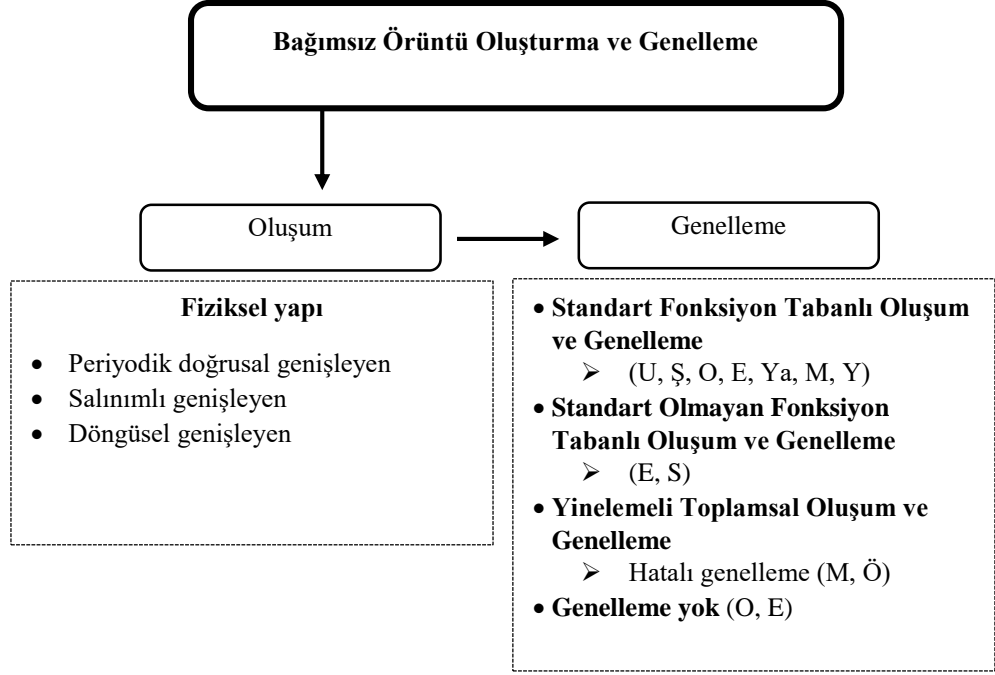 Bağımsız Örüntü Oluşturma ve Genelleme
Oluşum
Genelleme
Fiziksel yapı
• Periyodik doğrusal genişleyen
• Salınımlı genişleyen
• Döngüsel genişleyen
• Standart Fonksiyon Tabanlı Oluşum
ve Genelleme
➢ (U, Ş, O, E, Ya, M, Y)
• Standart Olmayan Fonksiyon
Tabanlı Oluşum ve Genelleme
➢ (E, S)
• Yinelemeli Toplamsal Oluşum ve
Genelleme
➢ Hatalı genelleme (M, Ö)
• Genelleme yok (O, E)